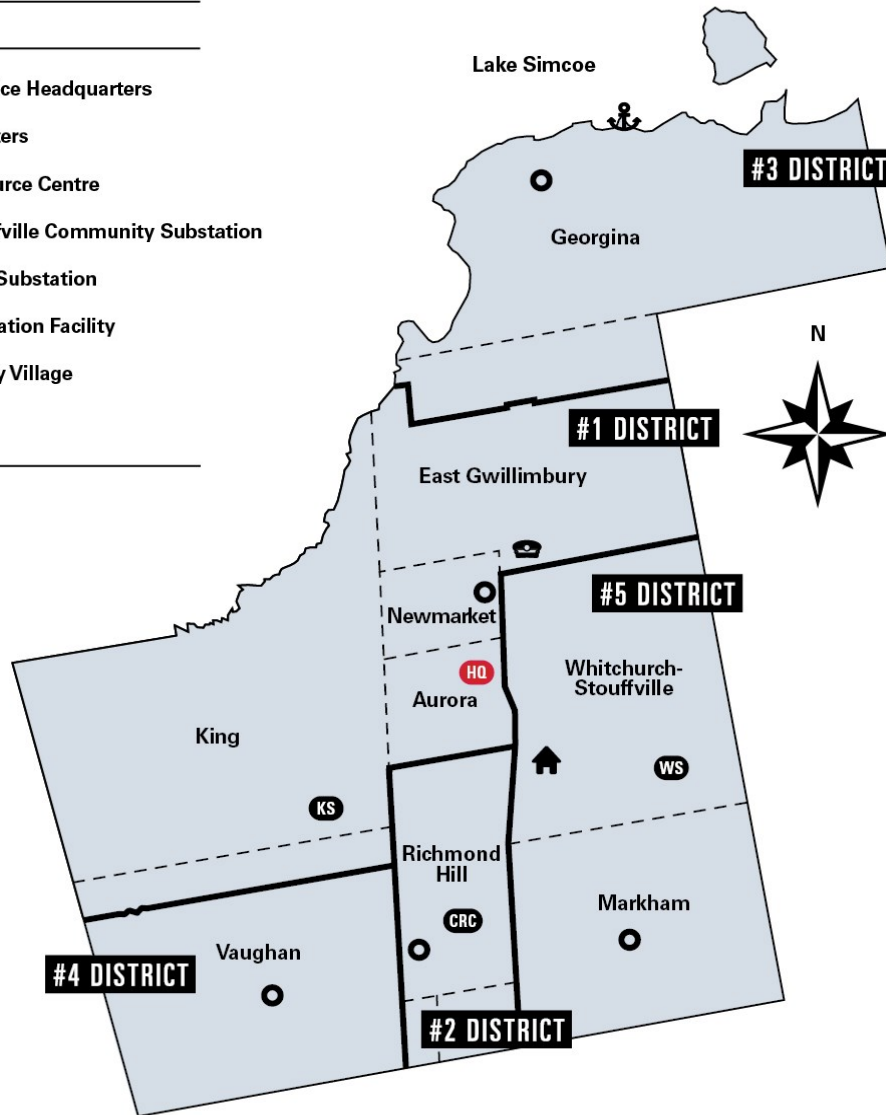 ce Headquarters
ters
urce Centre
fville Community Substation
Substation
ation Facility
y Village
Lake Simcoe
#3 DISTRICT
Georgina
N
#1 DISTRICT
East Gwillimbury
#5 DISTRICT
Newmarket
Whitchurch-
Stouffville
HQ
Aurora
King
WS
KS
Richmond
Hill
Markham
CRC
Vaughan
#4 DISTRICT
#2 DISTRICT